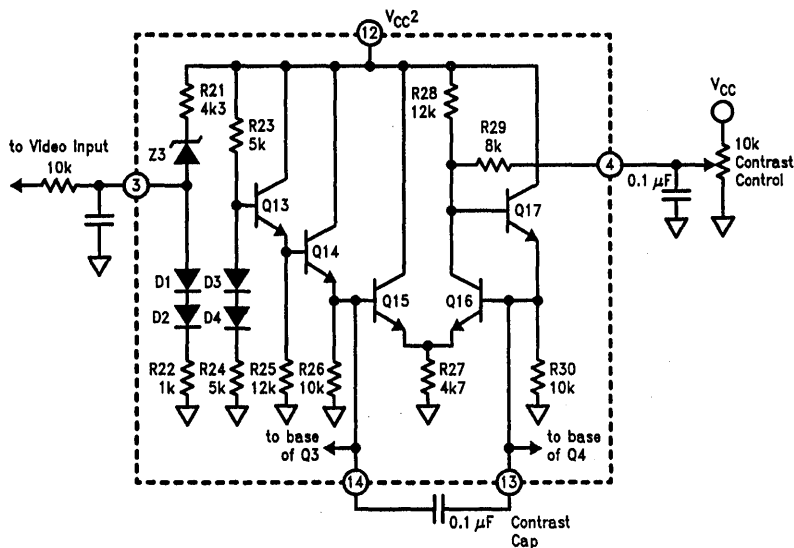 VCC2
12
R21
4k3
R23
5k
R28
12k
R29
8k
VCC
to Video Input
10k
Z3
3
4
0.1 µF
10k
Contrast
Control
Q13
Q17
Q14
D1
D3
Q15
Q16
D2
D4
R22
1k
R24
5k
R25
12k
R26
10k
R27
4k7
R30
10k
to base
of Q3
to base
of Q4
14
13
0.1 µF
Contrast
Cap